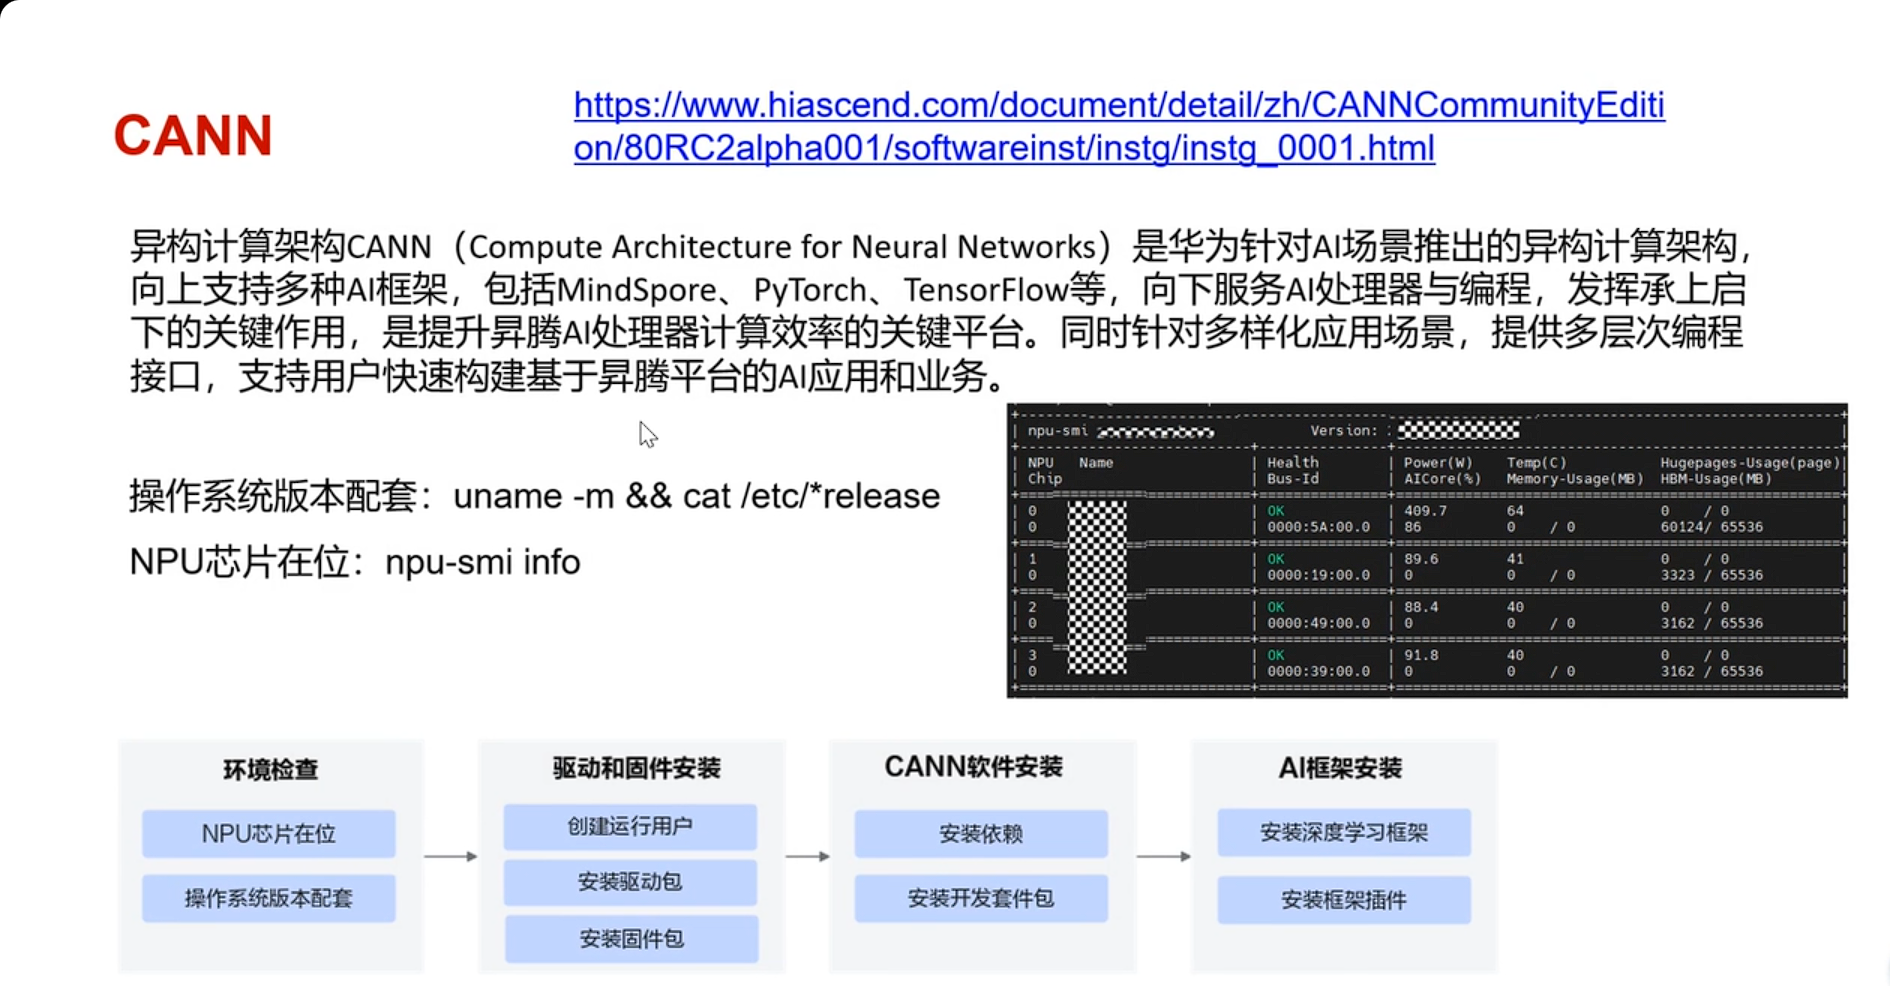 CANN
https://www.hiascend.com/document/detail/zh/CANNCommunityEditi
on/80RC2alpha001/softwareinst/instg/instg_0001.html
异构计算架构CANN（Compute Architecture for Neural Networks）是华为针对AI场景推出的异构计算架构，
向上支持多种AI框架，包括MindSpore、PyTorch、TensorFlow等，向下服务AI处理器与编程，发挥承上启
下的关键作用，是提升昇腾AI处理器计算效率的关键平台。同时针对多样化应用场景，提供多层次编程
接口，支持用户快速构建基于昇腾平台的AI应用和业务。
操作系统版本配套：uname -m && cat /etc/*release
NPU芯片在位：npu-smi info
npu-smi Version:
NPU Name Health Power(W) Temp(C) Hugepages-Usage(page)
Chip Bus-Id AICore(%) Memory-Usage(MB) HBM-Usage(MB)
0 OK 409.7 64 0 / 0
0 0000:5A:00.0 86 0 / 0 60124/ 65536
1 OK 89.6 41 0 / 0
0 0000:19:00.0 0 0 / 0 3323 / 65536
2 OK 88.4 40 0 / 0
0 0000:49:00.0 0 0 / 0 3162 / 65536
3 OK 91.8 40 0 / 0
0 0000:39:00.0 0 0 / 0 3162 / 65536
环境检查
NPU芯片在位
操作系统版本配套
驱动和固件安装
创建运行用户
安装驱动包
安装固件包
CANN软件安装
安装依赖
安装开发套件包
AI框架安装
安装深度学习框架
安装框架插件